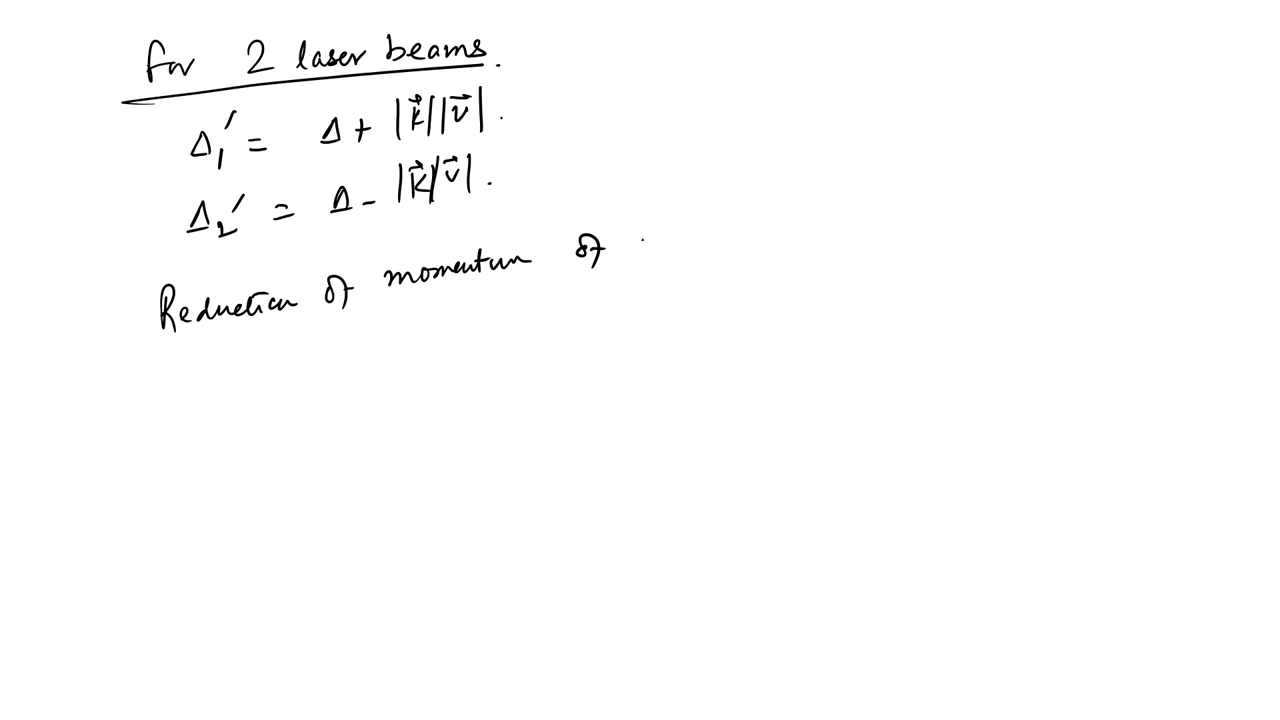 for 2 laser beams.
Δ₁′ = Δ + |k⃗||v⃗|.
Δ₂′ = Δ - |k⃗||v⃗|.
Reduction of momentum of